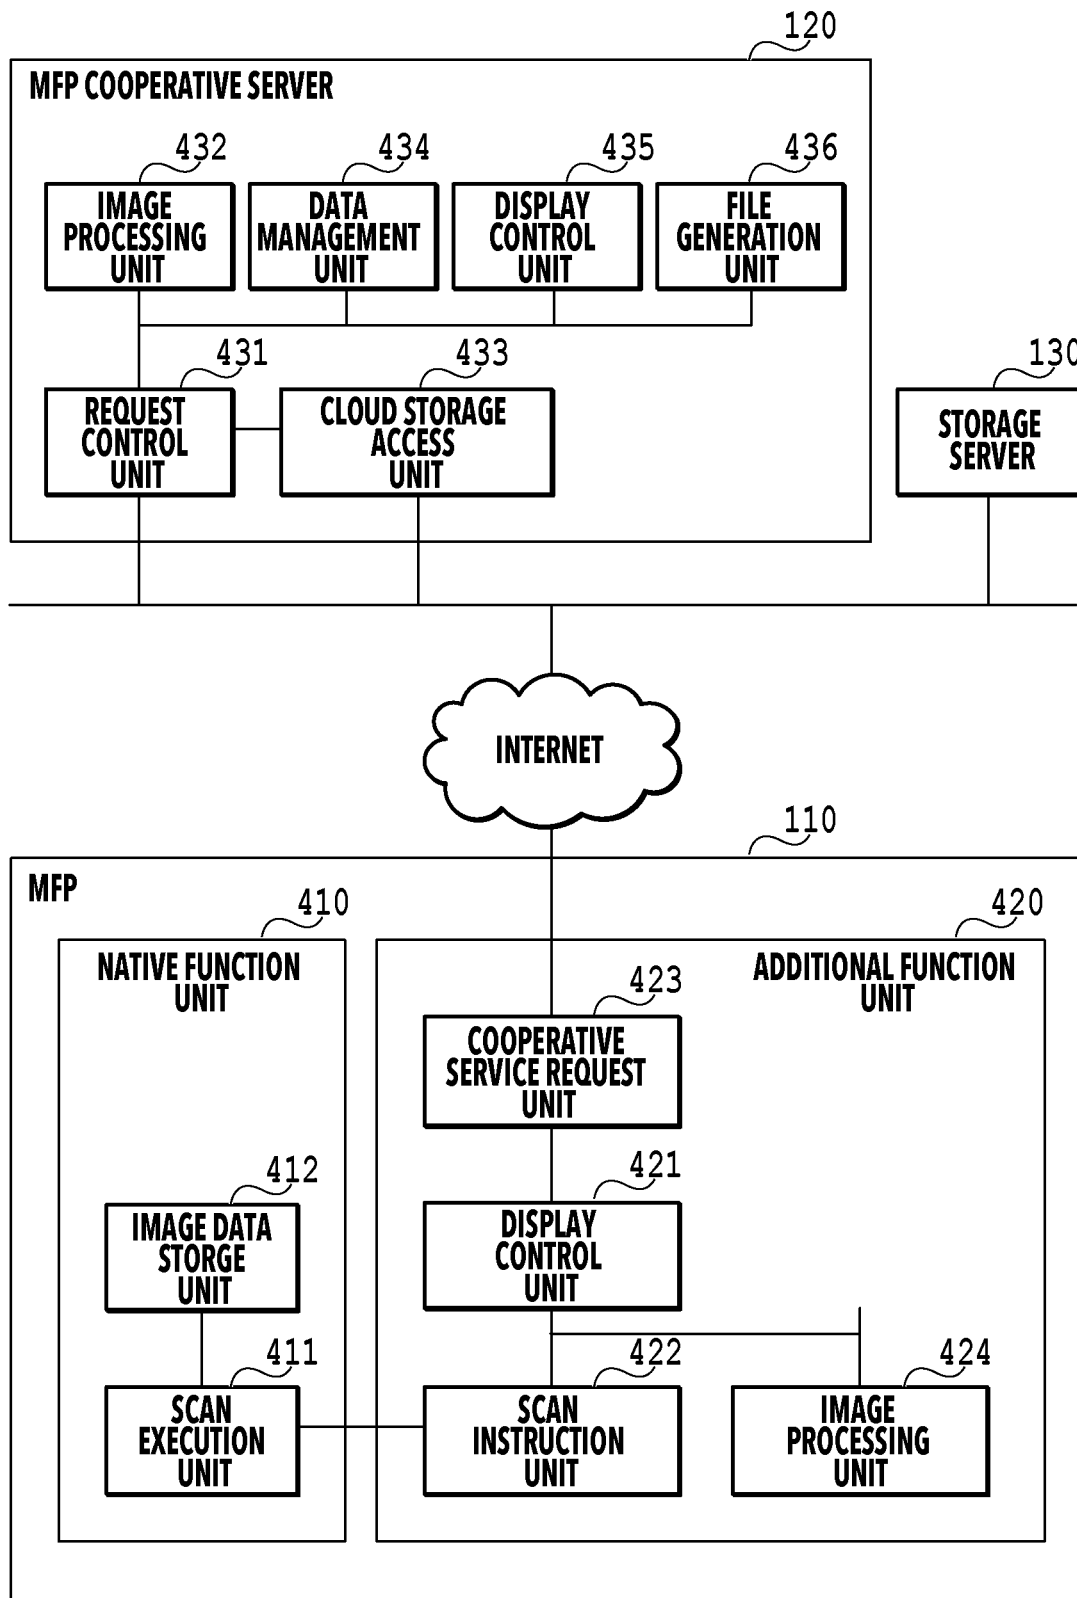 120
MFP COOPERATIVE SERVER
432
434
435
436
IMAGE
PROCESSING
UNIT
DATA
MANAGEMENT
UNIT
DISPLAY
CONTROL
UNIT
FILE
GENERATION
UNIT
431
433
130
REQUEST
CONTROL
UNIT
CLOUD STORAGE
ACCESS
UNIT
STORAGE
SERVER
INTERNET
110
MFP
410
420
NATIVE FUNCTION
UNIT
ADDITIONAL FUNCTION
UNIT
423
COOPERATIVE
SERVICE REQUEST
UNIT
412
421
IMAGE DATA
STORGE
UNIT
DISPLAY
CONTROL
UNIT
411
422
424
SCAN
EXECUTION
UNIT
SCAN
INSTRUCTION
UNIT
IMAGE
PROCESSING
UNIT